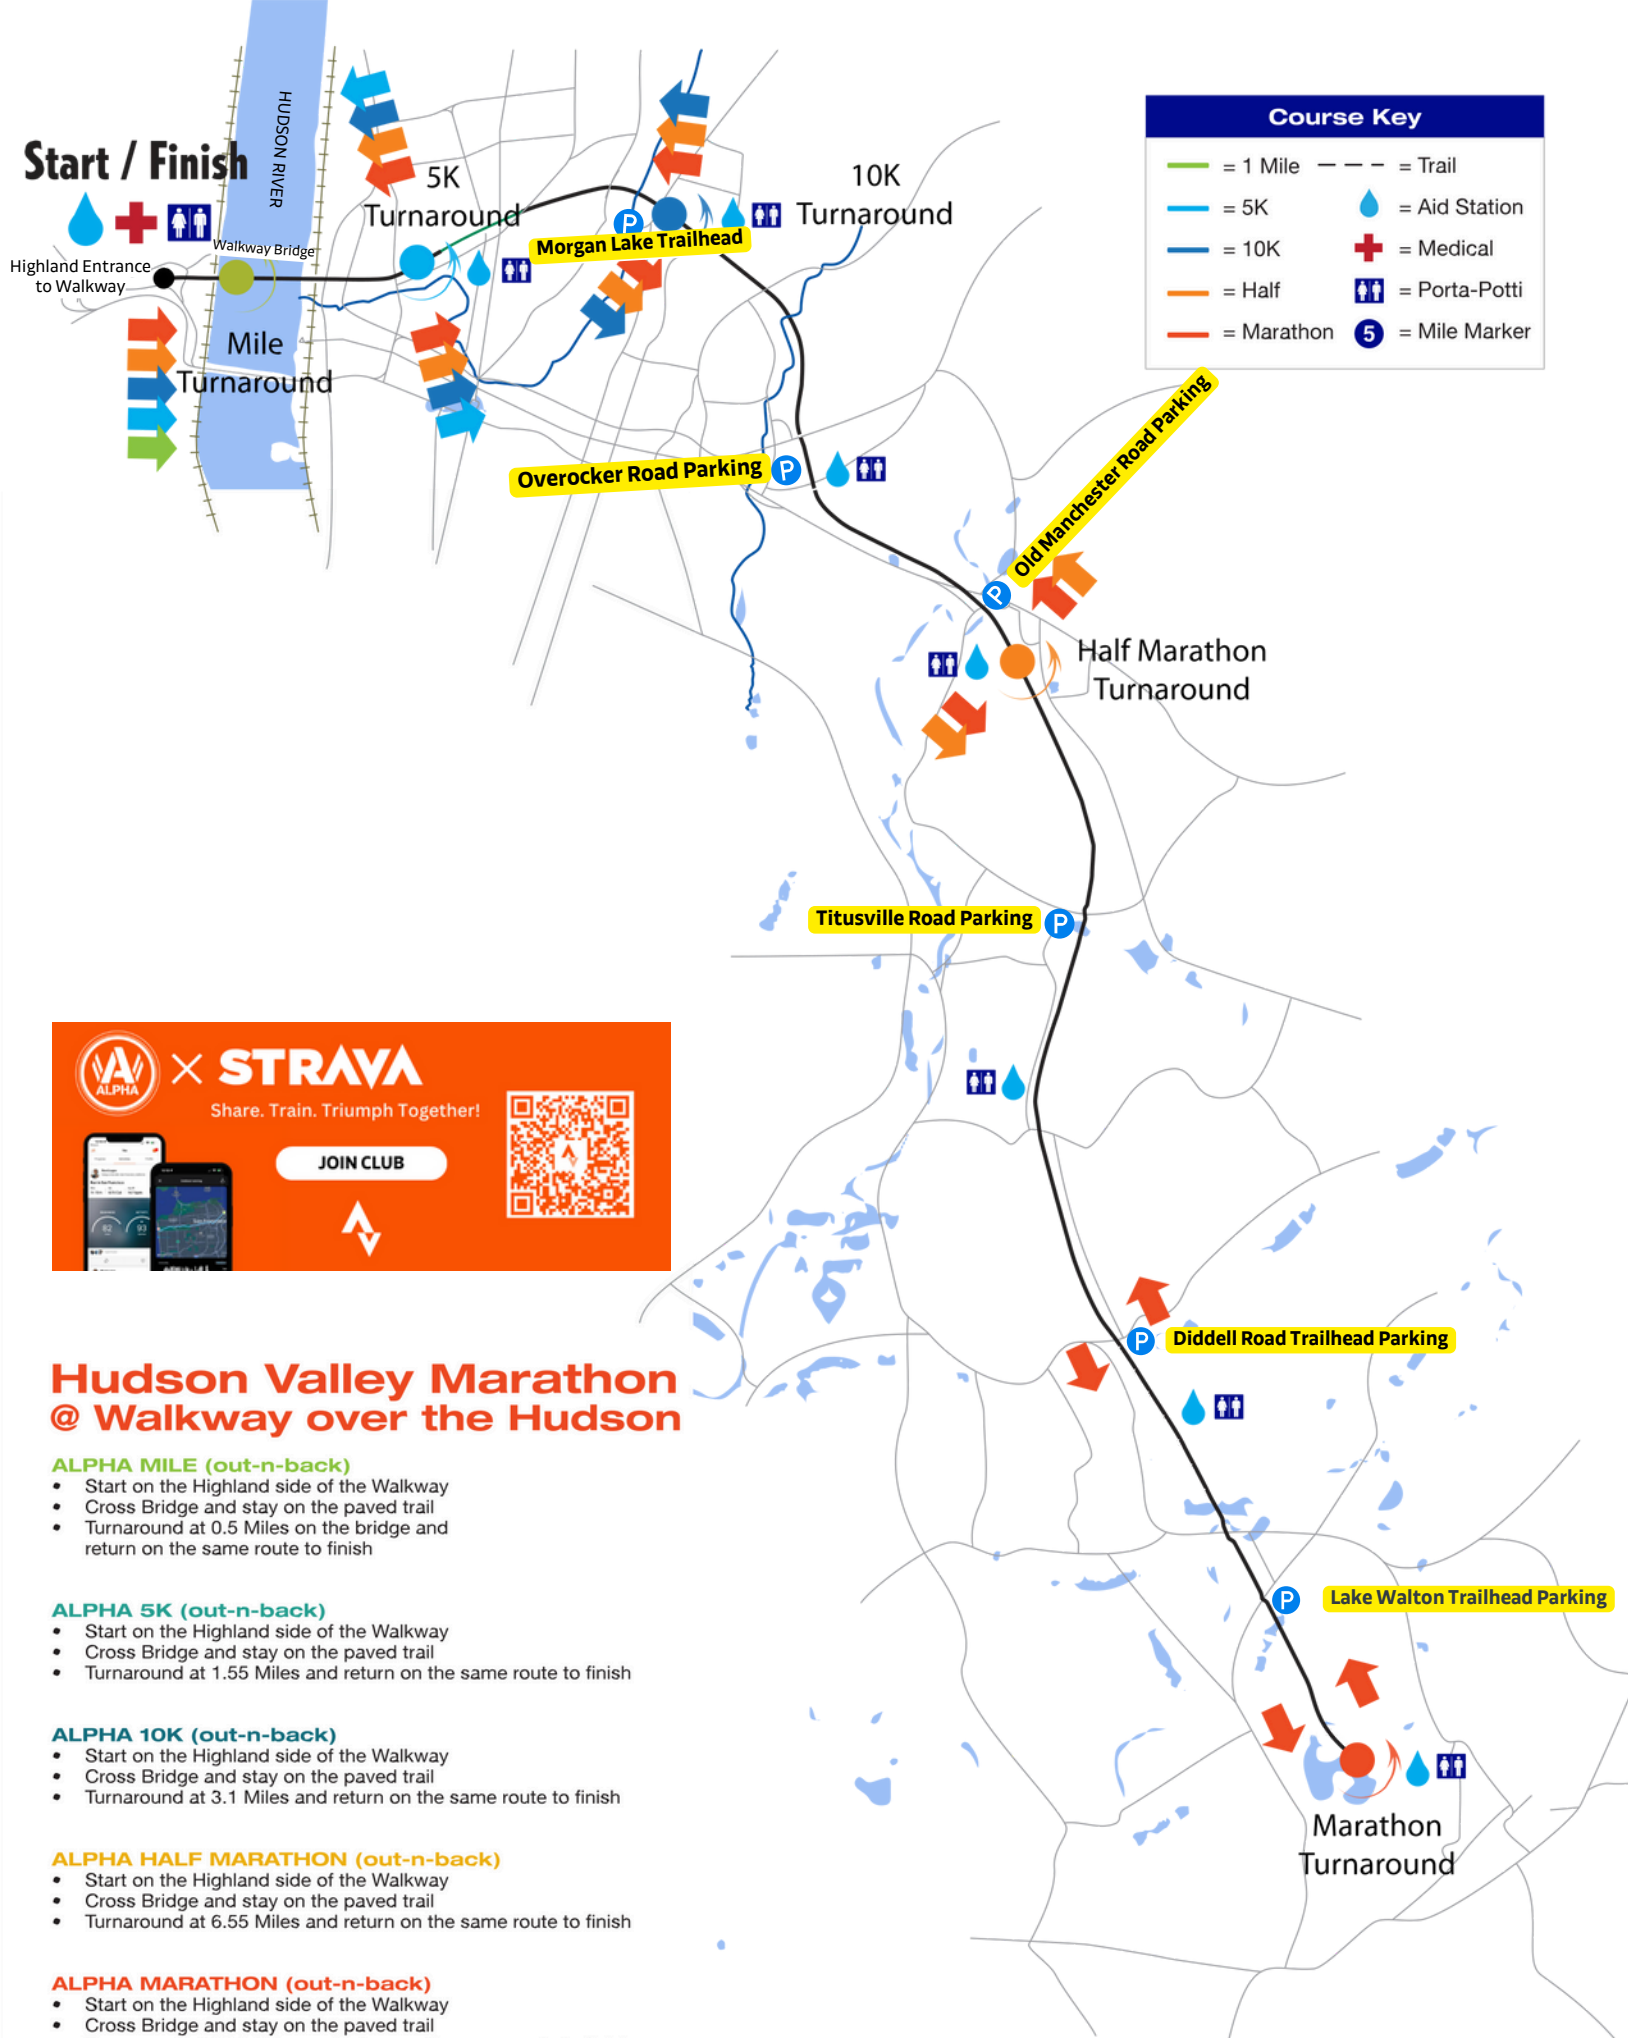 HUDSON RIVER
Start / Finish
Highland Entrance
to Walkway
Walkway Bridge
Mile
Turnaround
5K
Turnaround
P
Morgan Lake Trailhead
10K
Turnaround
Course Key
= 1 Mile
= Trail
= 5K
= Aid Station
= 10K
= Medical
= Half
= Porta-Potti
= Marathon
5
= Mile Marker
Overocker Road Parking
P
Old Manchester Road Parking
P
Half Marathon
Turnaround
Titusville Road Parking
P
ALPHA
STRAVA
Share. Train. Triumph Together!
JOIN CLUB
P
Diddell Road Trailhead Parking
P
Lake Walton Trailhead Parking
Marathon
Turnaround
Hudson Valley Marathon
@ Walkway over the Hudson
ALPHA MILE (out-n-back)
• Start on the Highland side of the Walkway
• Cross Bridge and stay on the paved trail
• Turnaround at 0.5 Miles on the bridge and
return on the same route to finish
ALPHA 5K (out-n-back)
• Start on the Highland side of the Walkway
• Cross Bridge and stay on the paved trail
• Turnaround at 1.55 Miles and return on the same route to finish
ALPHA 10K (out-n-back)
• Start on the Highland side of the Walkway
• Cross Bridge and stay on the paved trail
• Turnaround at 3.1 Miles and return on the same route to finish
ALPHA HALF MARATHON (out-n-back)
• Start on the Highland side of the Walkway
• Cross Bridge and stay on the paved trail
• Turnaround at 6.55 Miles and return on the same route to finish
ALPHA MARATHON (out-n-back)
• Start on the Highland side of the Walkway
• Cross Bridge and stay on the paved trail